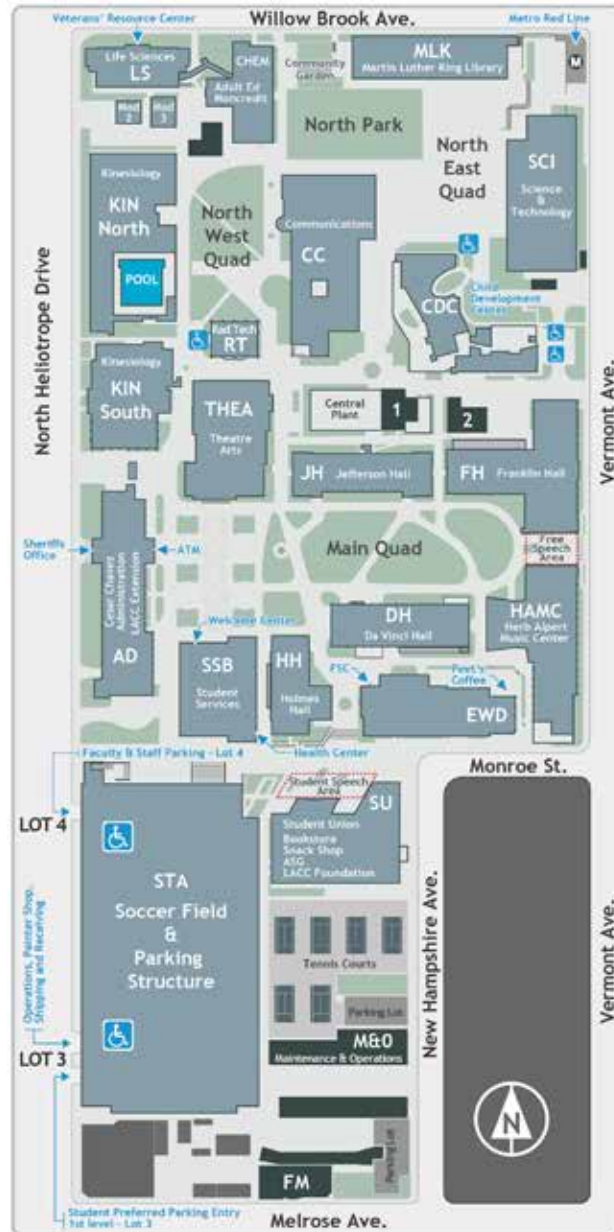 Willow Brook Ave.
Veterans' Resource Center
Metro Red Line
M
Life Sciences
LS
CHEM
Adult Ed
Noncredit
Community
Garden
MLK
Martin Luther King Library
Mod
2
Mod
3
North Park
North
East
Quad
SCI
Science
&
Technology
Kinesiology
KIN
North
POOL
North
West
Quad
Communications
CC
CDC
Child
Development
Center
North Heliotrope Drive
Vermont Ave.
Rad Tech
RT
Kinesiology
KIN
South
THEA
Theatre
Arts
Central
Plant
1
2
JH
Jefferson Hall
FH
Franklin Hall
Sheriffs
Office
ATM
Cesar Chavez
Administration
LACC Extension
AD
Main Quad
Free
Speech
Area
Welcome Center
SSB
Student
Services
HH
Holmes
Hall
DH
Da Vinci Hall
HAMC
Herb Alpert
Music Center
FSC
Peet's
Coffee
EWD
Health Center
Faculty & Staff Parking - Lot 4
Monroe St.
LOT 4
Student Speech
Area
SU
Student Union
Bookstore
Snack Shop
ASG
LACC Foundation
STA
Soccer Field
&
Parking
Structure
Operations, Painter Shop,
Shipping and Receiving
Tennis Courts
Parking Lot
New Hampshire Ave.
Vermont Ave.
M&O
Maintenance & Operations
LOT 3
N
Parking Lot
FM
Student Preferred Parking Entry
1st level - Lot 3
Melrose Ave.